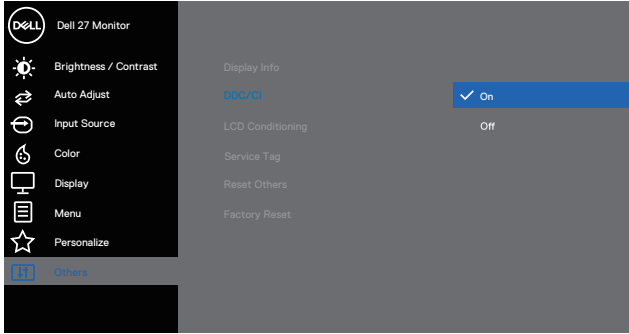 DELL
Dell 27 Monitor
Brightness / Contrast
Auto Adjust
Input Source
Color
Display
Menu
Personalize
Others
Display Info
DDC/CI
On
Off
LCD Conditioning
Service Tag
Reset Others
Factory Reset